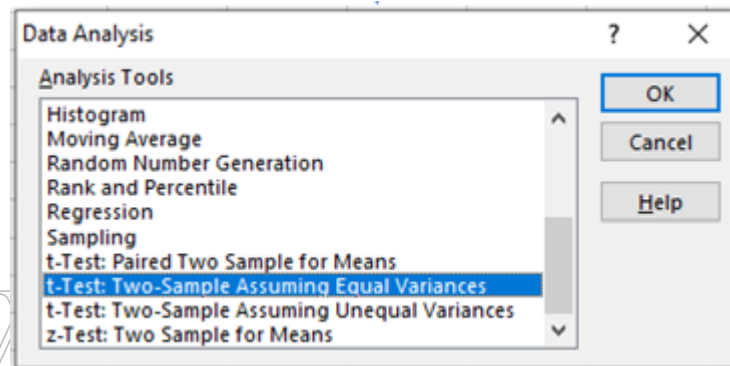 Data Analysis ? ×
Analysis Tools
OK
Histogram
Moving Average
Cancel
Random Number Generation
Rank and Percentile
Help
Regression
Sampling
t-Test: Paired Two Sample for Means
t-Test: Two-Sample Assuming Equal Variances
t-Test: Two-Sample Assuming Unequal Variances
z-Test: Two Sample for Means